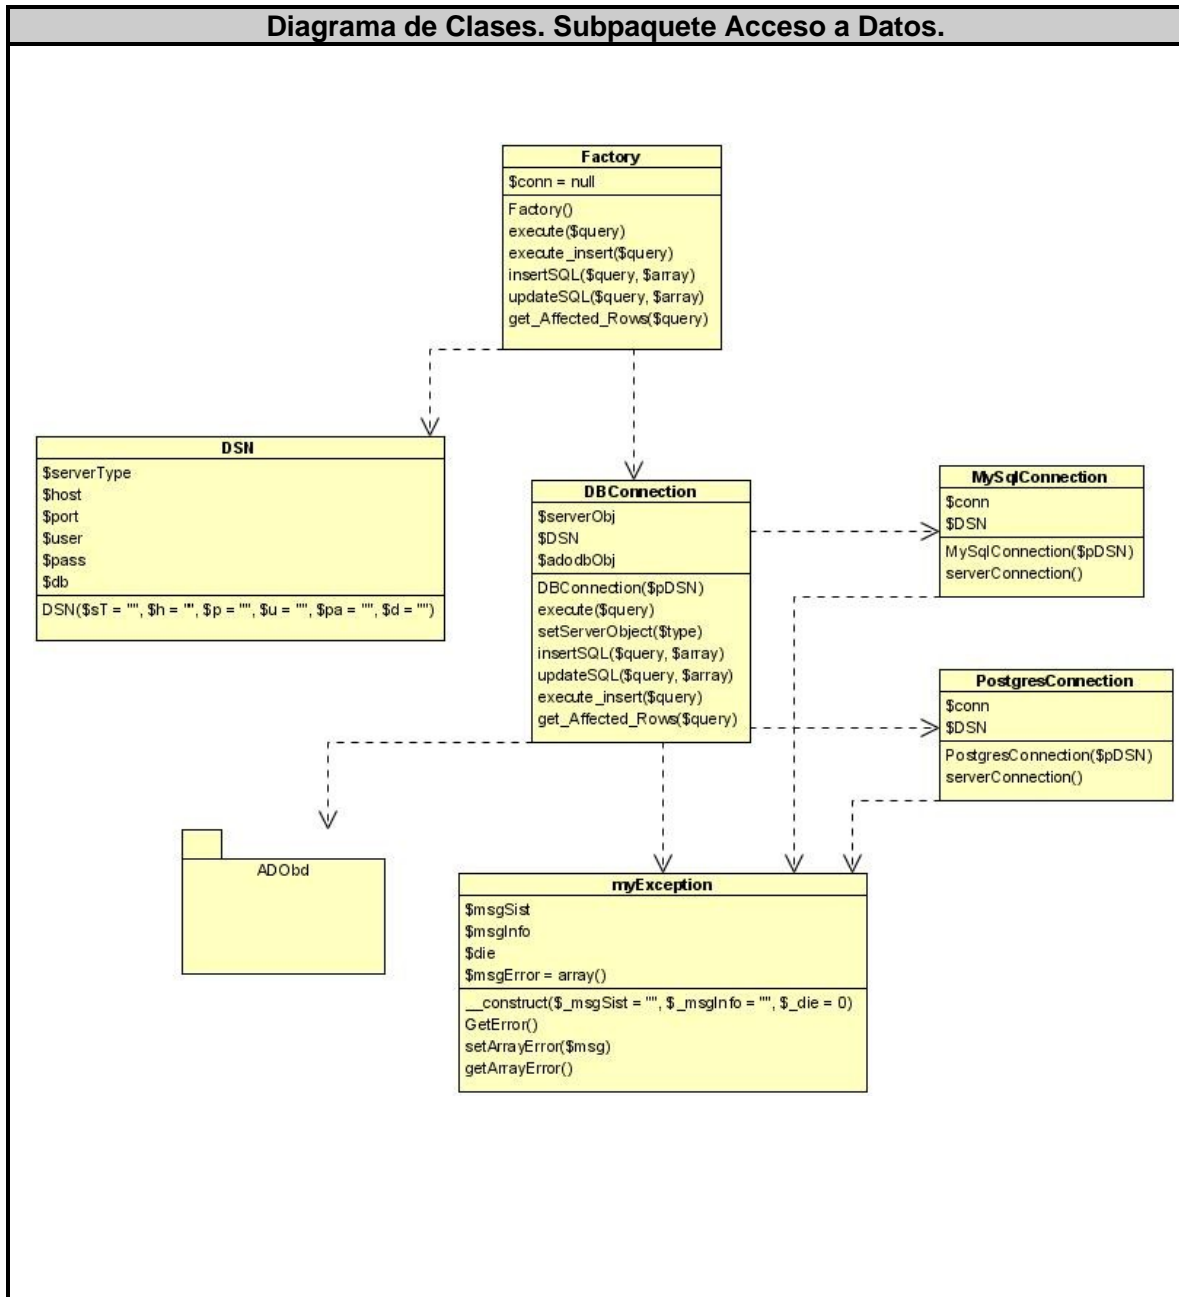 Diagrama de Clases. Subpaquete Acceso a Datos.
Factory
$conn = null
Factory()
execute($query)
execute_insert($query)
insertSQL($query, $array)
updateSQL($query, $array)
get_Affected_Rows($query)
DSN
$serverType
$host
$port
$user
$pass
$db
DSN($sT = "", $h = "", $p = "", $u = "", $pa = "", $d = "")
DBConnection
$serverObj
$DSN
$adodbObj
DBConnection($pDSN)
execute($query)
setServerObject($type)
insertSQL($query, $array)
updateSQL($query, $array)
execute_insert($query)
get_Affected_Rows($query)
MySqlConnection
$conn
$DSN
MySqlConnection($pDSN)
serverConnection()
PostgresConnection
$conn
$DSN
PostgresConnection($pDSN)
serverConnection()
ADObd
myException
$msgSist
$msgInfo
$die
$msgError = array()
__construct($_msgSist = "", $_msgInfo = "", $_die = 0)
GetError()
setArrayError($msg)
getArrayError()